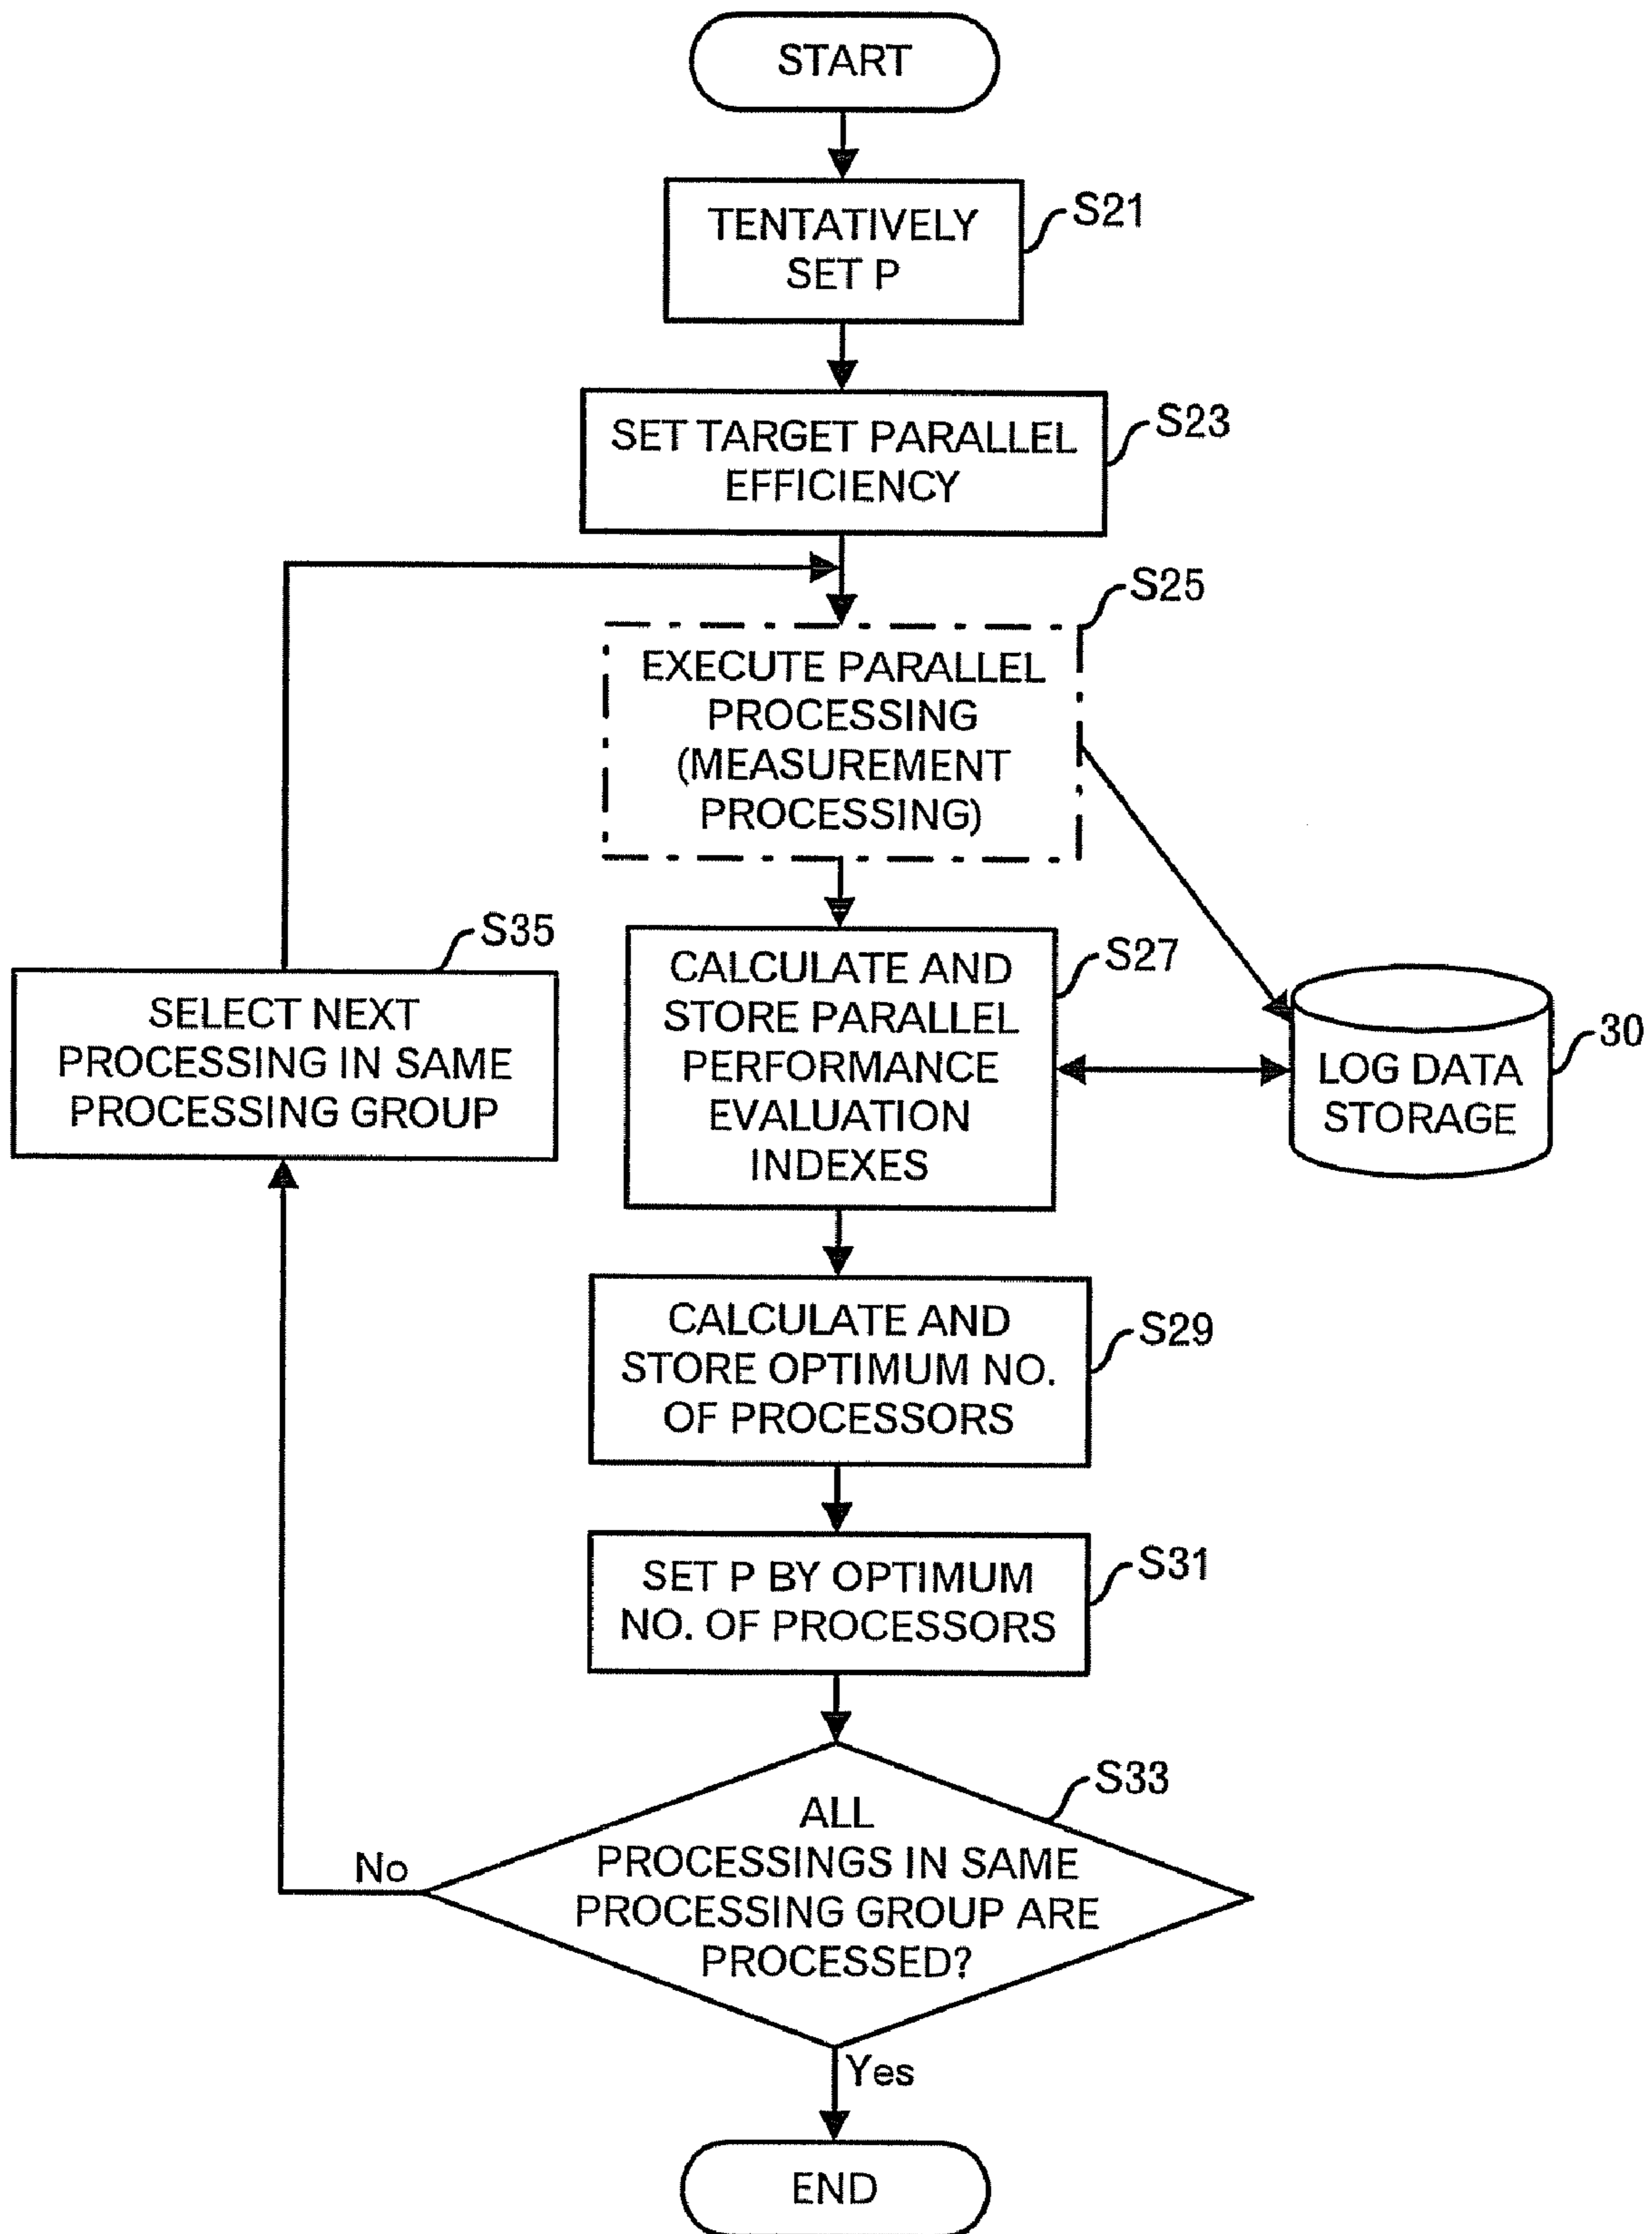 START
TENTATIVELY
SET P
S21
SET TARGET PARALLEL
EFFICIENCY
S23
EXECUTE PARALLEL
PROCESSING
(MEASUREMENT
PROCESSING)
S25
CALCULATE AND
STORE PARALLEL
PERFORMANCE
EVALUATION
INDEXES
S27
LOG DATA
STORAGE
30
SELECT NEXT
PROCESSING IN SAME
PROCESSING GROUP
S35
CALCULATE AND
STORE OPTIMUM NO.
OF PROCESSORS
S29
SET P BY OPTIMUM
NO. OF PROCESSORS
S31
ALL
PROCESSINGS IN SAME
PROCESSING GROUP ARE
PROCESSED?
S33
No
Yes
END